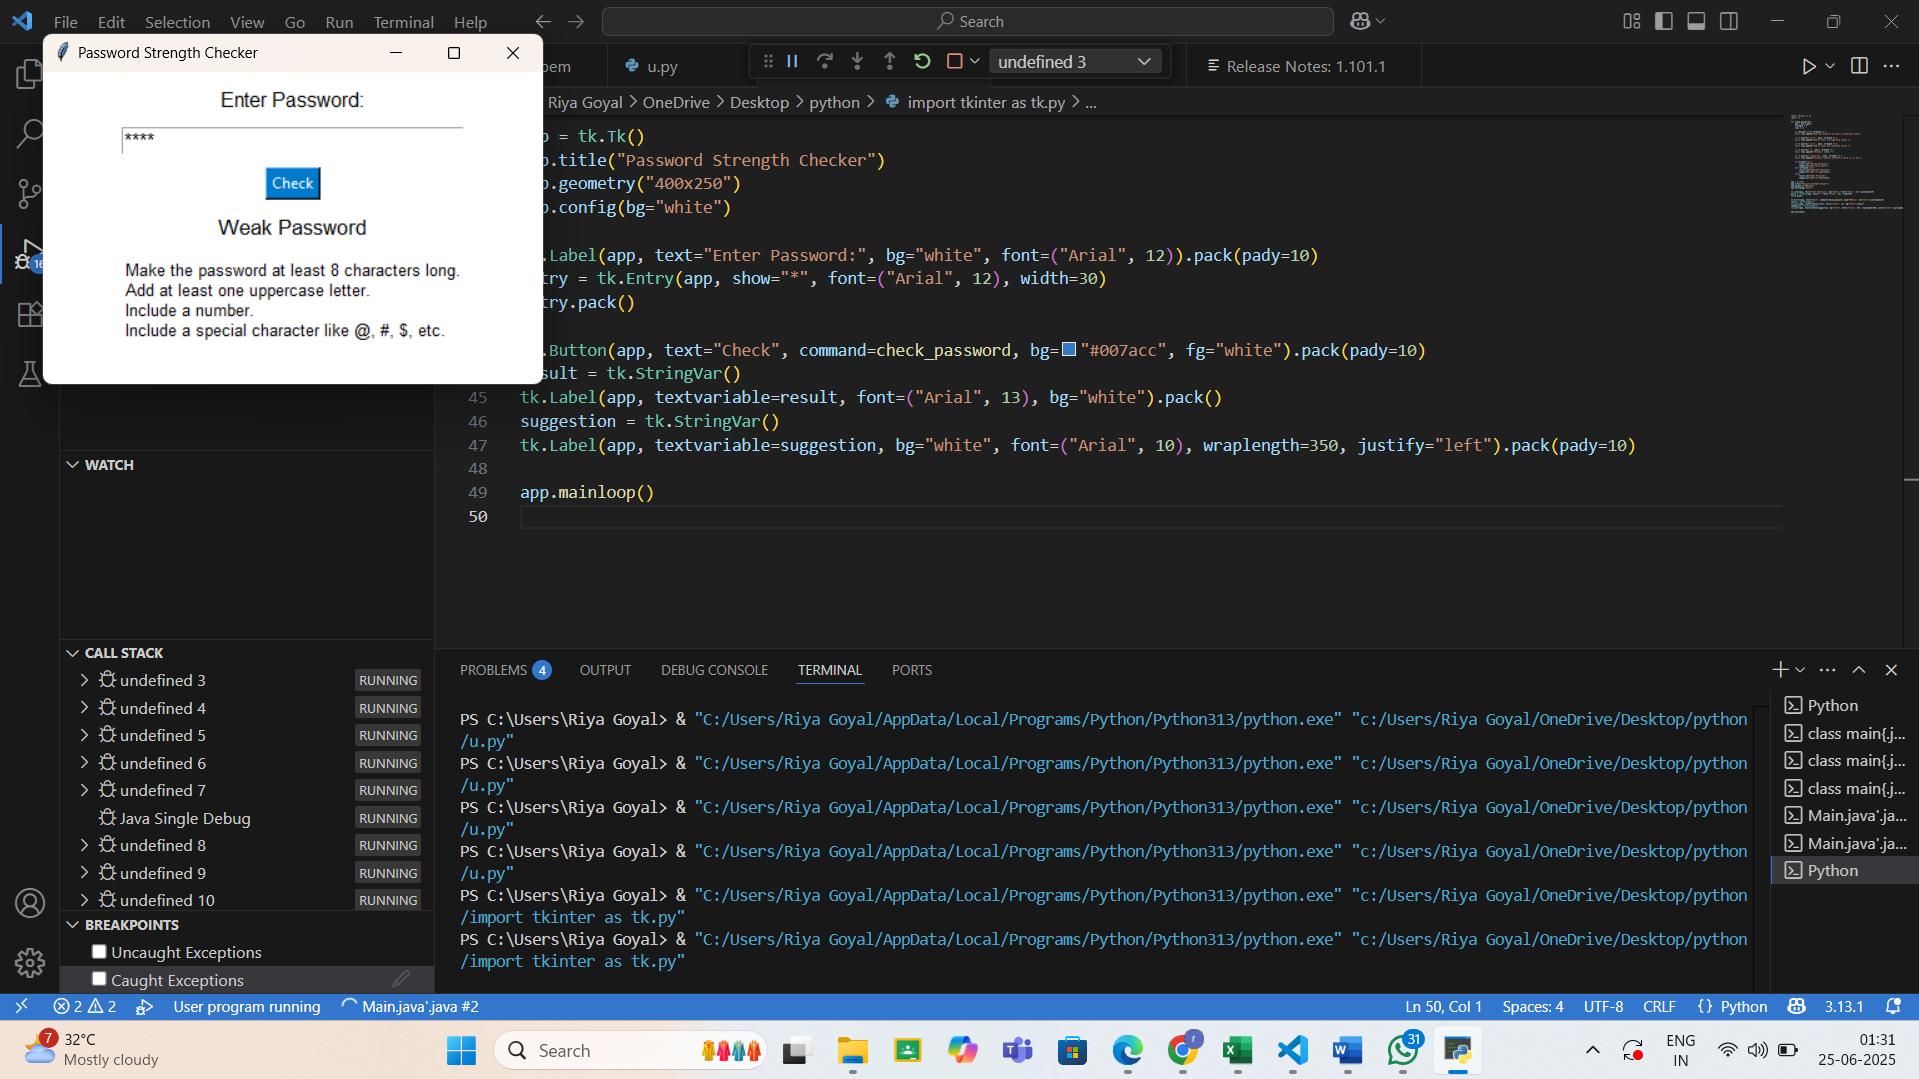 File Edit Selection View Go Run Terminal Help
Search
Password Strength Checker
Enter Password:
****
Check
Weak Password
Make the password at least 8 characters long.
Add at least one uppercase letter.
Include a number.
Include a special character like @, #, $, etc.
u.py
undefined 3
Release Notes: 1.101.1
Riya Goyal > OneDrive > Desktop > python > import tkinter as tk.py > ...
= tk.Tk()
.title("Password Strength Checker")
.geometry("400x250")
.config(bg="white")
.Label(app, text="Enter Password:", bg="white", font=("Arial", 12)).pack(pady=10)
try = tk.Entry(app, show="*", font=("Arial", 12), width=30)
try.pack()
.Button(app, text="Check", command=check_password, bg="#007acc", fg="white").pack(pady=10)
sult = tk.StringVar()
45 tk.Label(app, textvariable=result, font=("Arial", 13), bg="white").pack()
46 suggestion = tk.StringVar()
47 tk.Label(app, textvariable=suggestion, bg="white", font=("Arial", 10), wraplength=350, justify="left").pack(pady=10)
48
49 app.mainloop()
50
16
WATCH
CALL STACK
undefined 3 RUNNING
undefined 4 RUNNING
undefined 5 RUNNING
undefined 6 RUNNING
undefined 7 RUNNING
Java Single Debug RUNNING
undefined 8 RUNNING
undefined 9 RUNNING
undefined 10 RUNNING
BREAKPOINTS
Uncaught Exceptions
Caught Exceptions
PROBLEMS 4 OUTPUT DEBUG CONSOLE TERMINAL PORTS
PS C:\Users\Riya Goyal> & "C:/Users/Riya Goyal/AppData/Local/Programs/Python/Python313/python.exe" "c:/Users/Riya Goyal/OneDrive/Desktop/python
/u.py"
PS C:\Users\Riya Goyal> & "C:/Users/Riya Goyal/AppData/Local/Programs/Python/Python313/python.exe" "c:/Users/Riya Goyal/OneDrive/Desktop/python
/u.py"
PS C:\Users\Riya Goyal> & "C:/Users/Riya Goyal/AppData/Local/Programs/Python/Python313/python.exe" "c:/Users/Riya Goyal/OneDrive/Desktop/python
/u.py"
PS C:\Users\Riya Goyal> & "C:/Users/Riya Goyal/AppData/Local/Programs/Python/Python313/python.exe" "c:/Users/Riya Goyal/OneDrive/Desktop/python
/u.py"
PS C:\Users\Riya Goyal> & "C:/Users/Riya Goyal/AppData/Local/Programs/Python/Python313/python.exe" "c:/Users/Riya Goyal/OneDrive/Desktop/python
/import tkinter as tk.py"
PS C:\Users\Riya Goyal> & "C:/Users/Riya Goyal/AppData/Local/Programs/Python/Python313/python.exe" "c:/Users/Riya Goyal/OneDrive/Desktop/python
/import tkinter as tk.py"
Python
class main{.j...
class main{.j...
class main{.j...
Main.java'.ja...
Main.java'.ja...
Python
2 2 User program running Main.java'.java #2
Ln 50, Col 1 Spaces: 4 UTF-8 CRLF {} Python 3.13.1
7
32°C
Mostly cloudy
Search
r
31
ENG
IN
01:31
25-06-2025